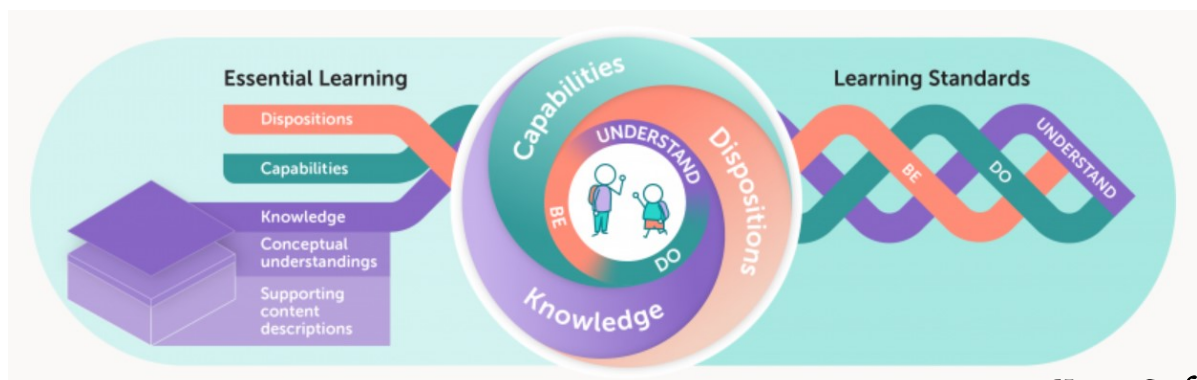 Essential Learning
Dispositions
Capabilities
Knowledge
Conceptual
understandings
Supporting
content
descriptions
Capabilities
Dispositions
Knowledge
UNDERSTAND
BE
DO
Learning Standards
BE
DO
UNDERSTAND